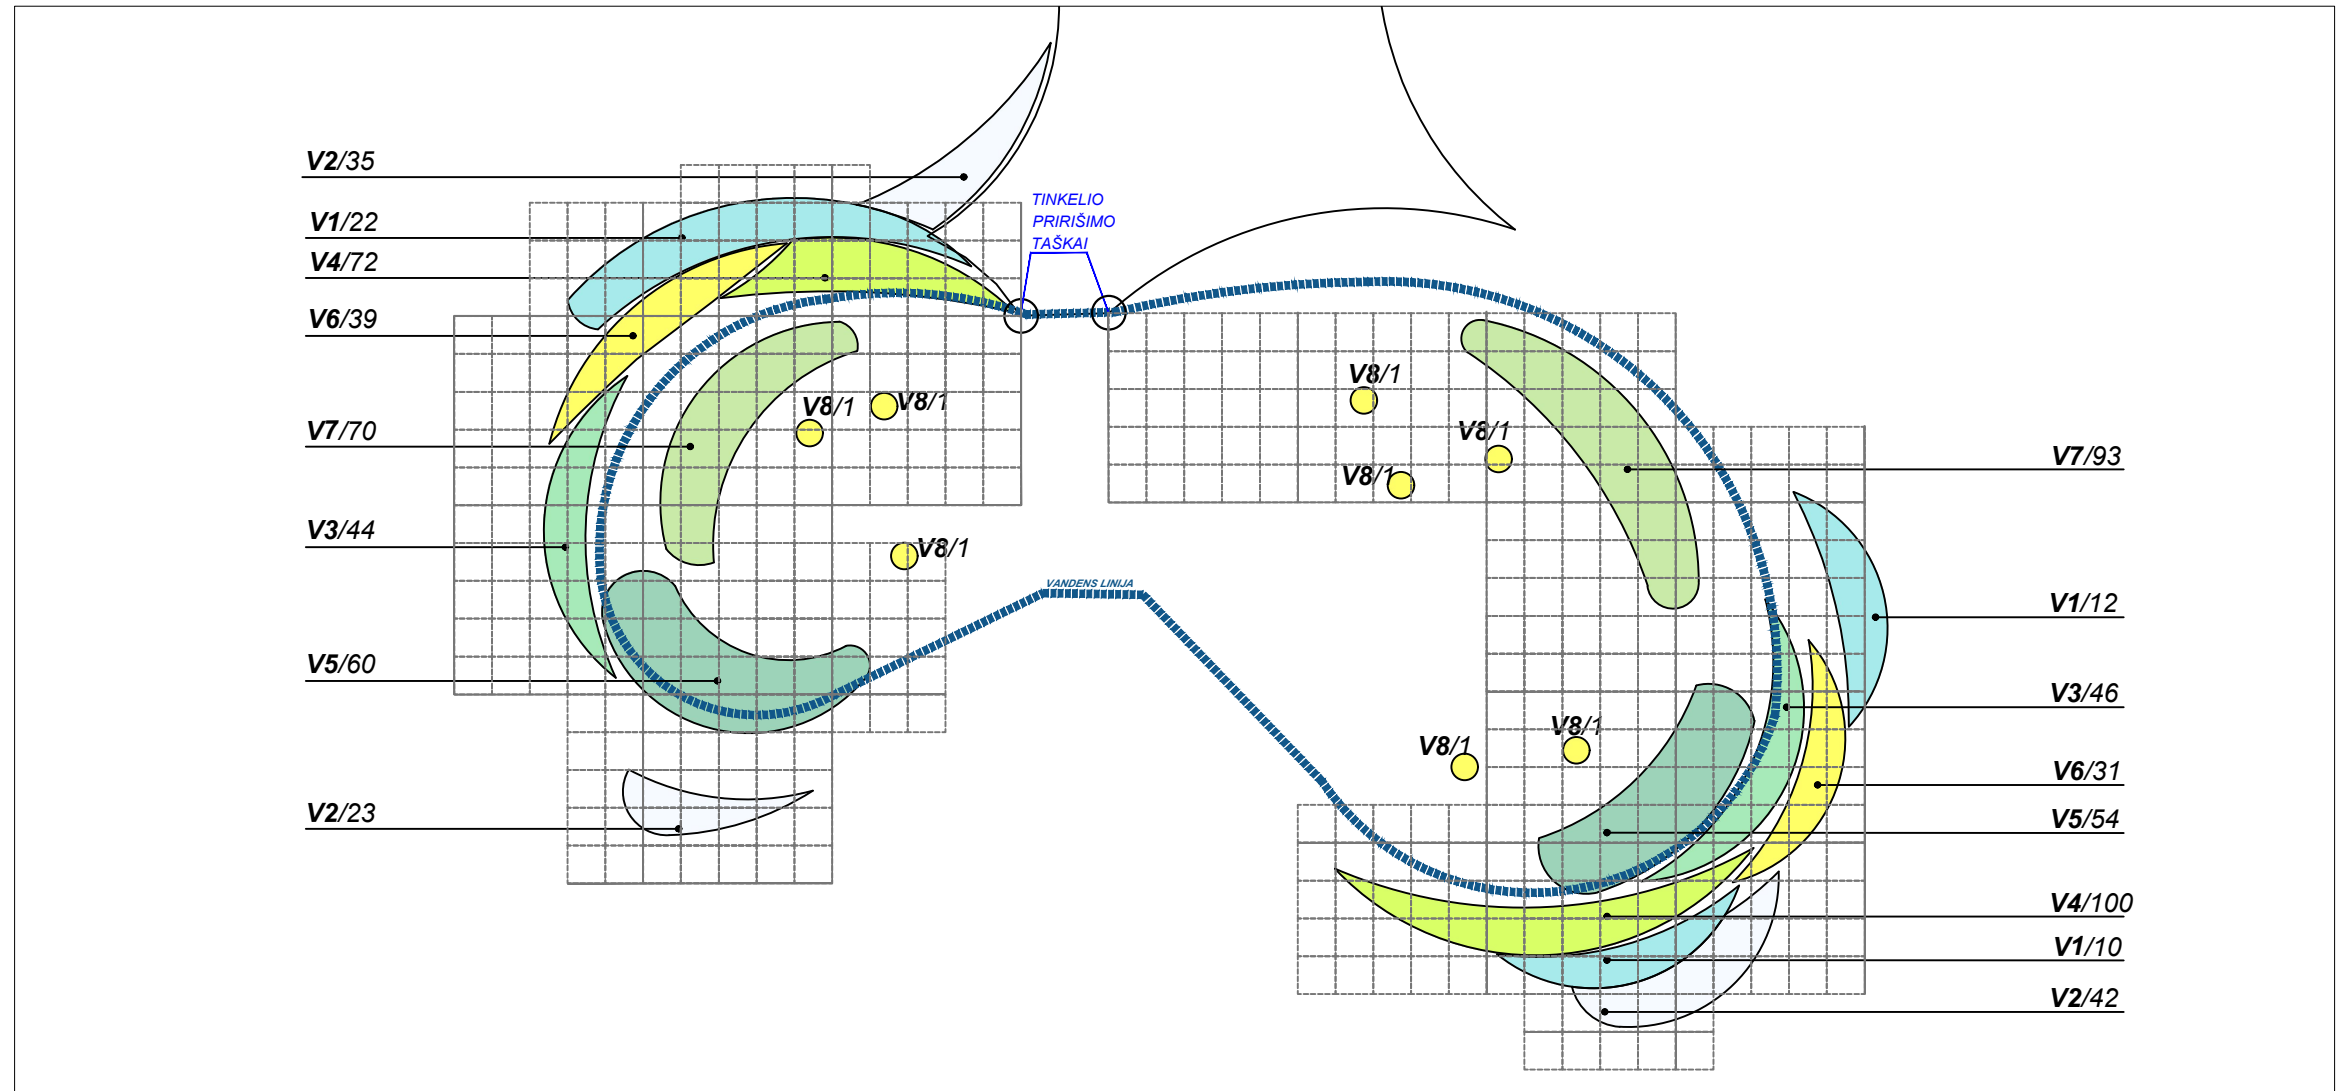 V2/35
V1/22
V4/72
V6/39
V7/70
V3/44
V5/60
V2/23
TINKELIO
PRIRIŠIMO
TAŠKAI
V8/1
V8/1
V8/1
VANDENS LINIJA
V8/1
V8/1
V8/1
V8/1
V8/1
V7/93
V1/12
V3/46
V6/31
V5/54
V4/100
V1/10
V2/42